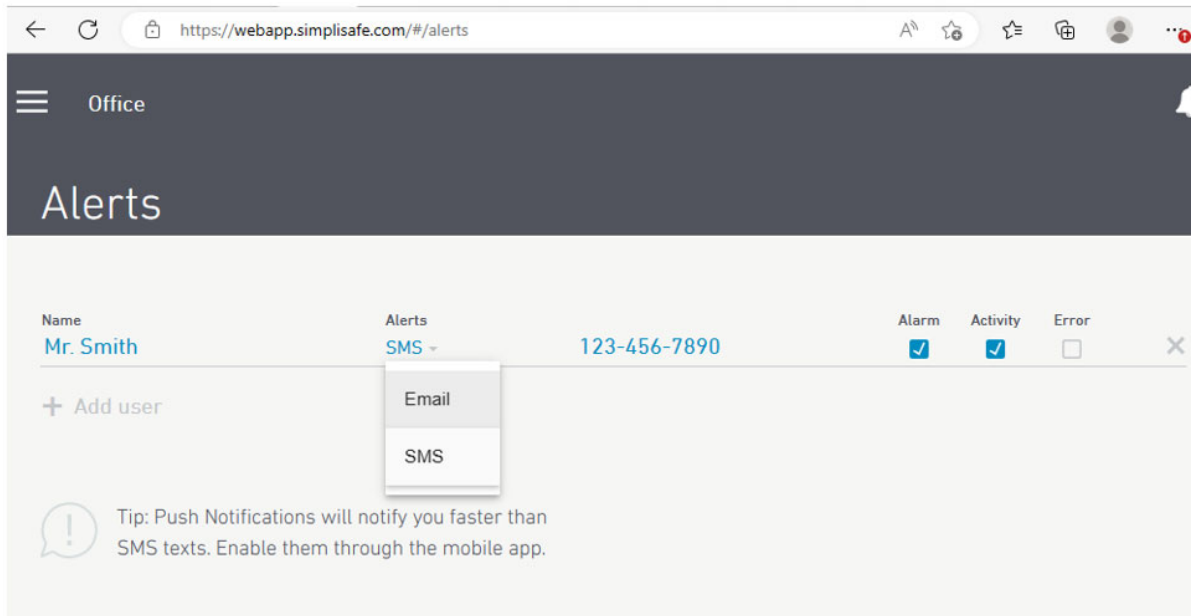 https://webapp.simplisafe.com/#/alerts
Office
Alerts
Name Alerts Alarm Activity Error
Mr. Smith SMS 123-456-7890
Email
+ Add user
SMS
Tip: Push Notifications will notify you faster than
SMS texts. Enable them through the mobile app.